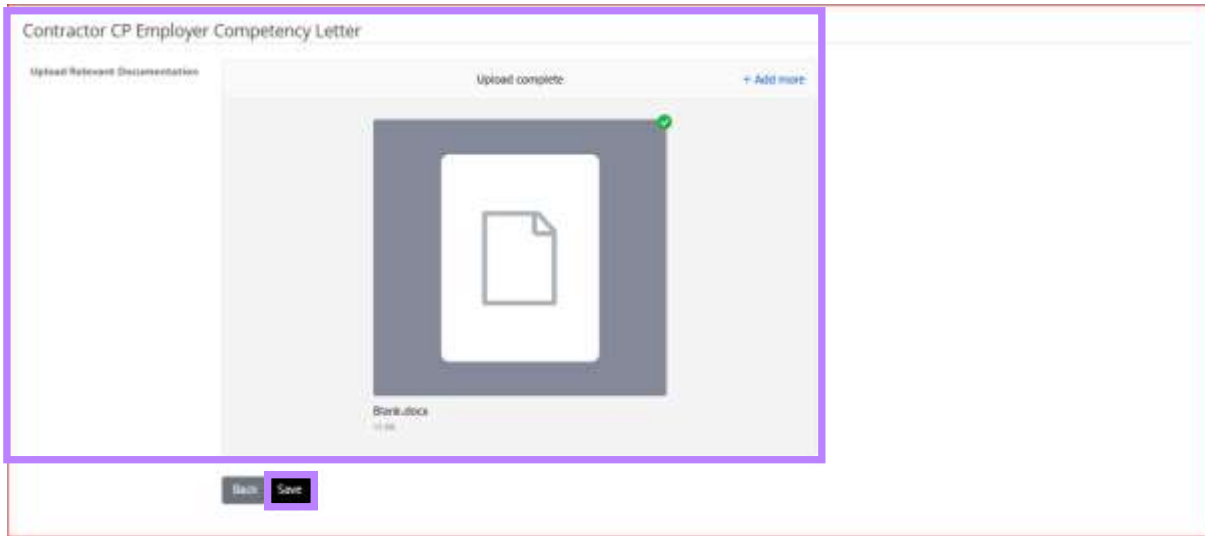 Contractor CP Employer Competency Letter
Upload Relevant Documentation
Upload complete
+ Add more
Blank.docx
Back
Save